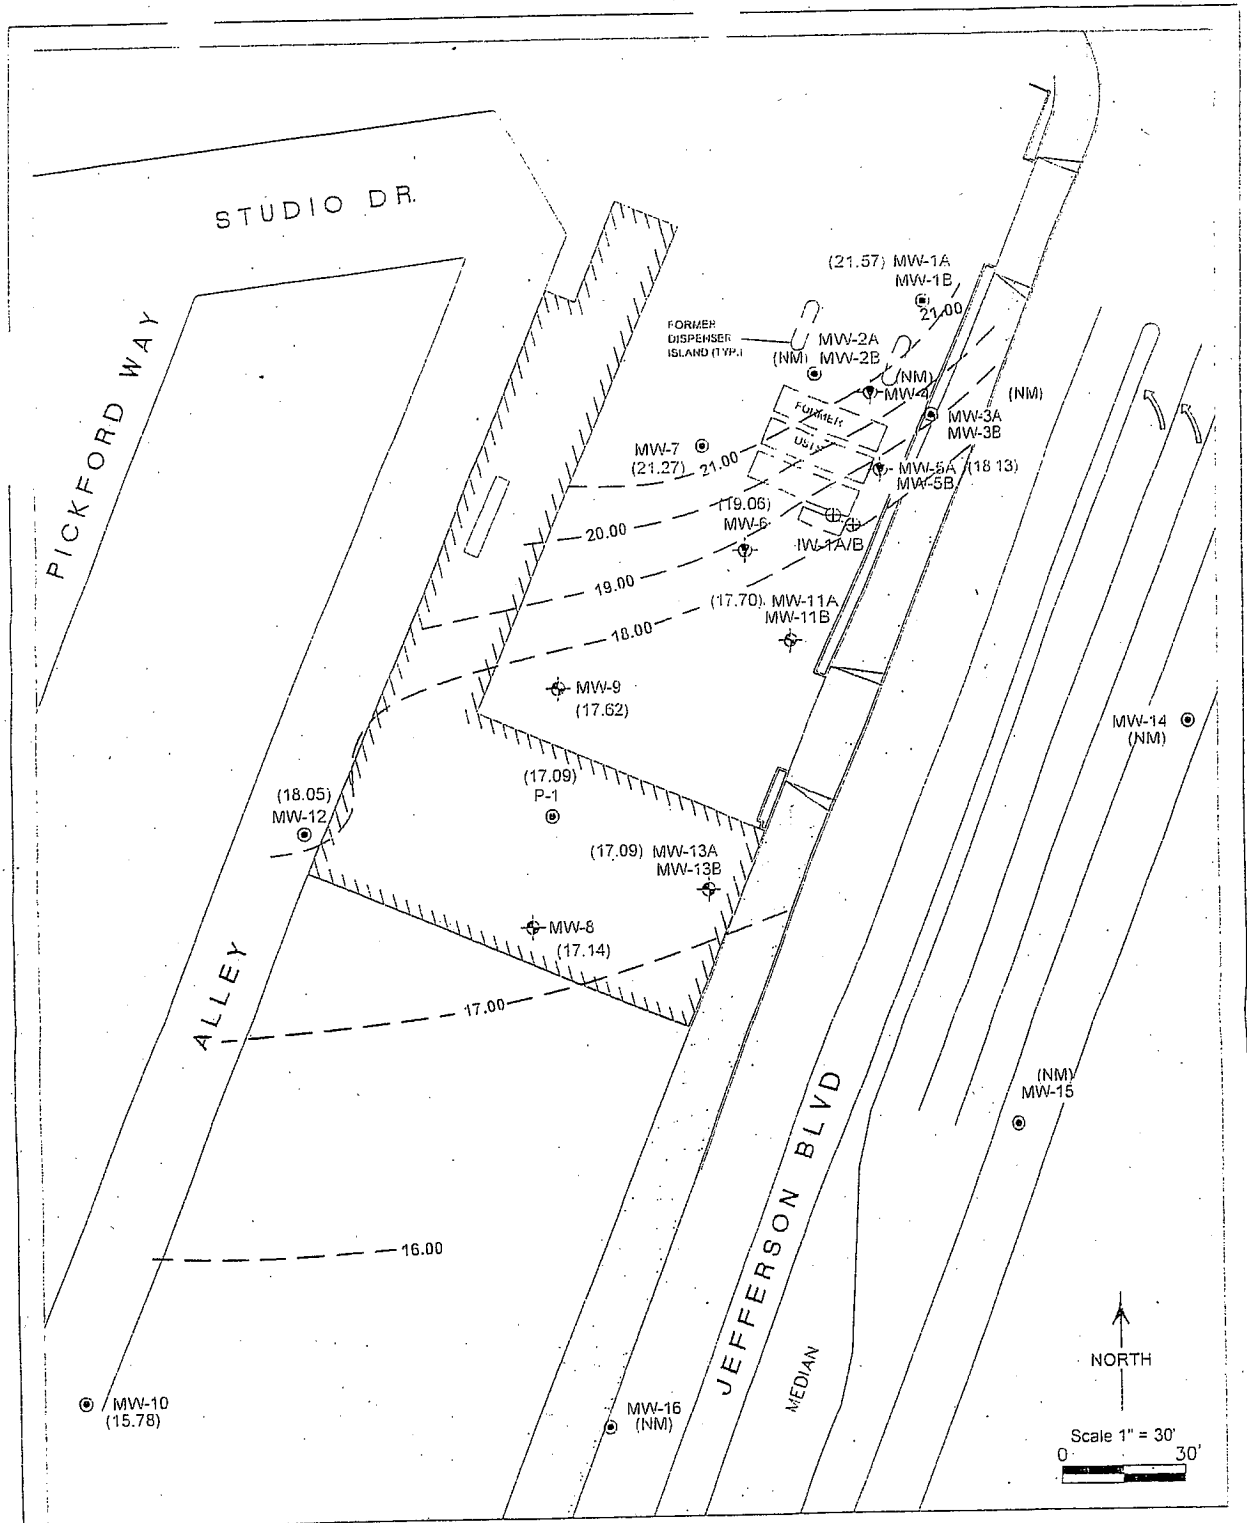 STUDIO DR.
PICKFORD WAY
(21.57) MW-1A
MW-1B
21.00
FORMER
DISPENSER
ISLAND (TYP.)
MW-2A
(NM) MW-2B
(NM)
MW-4
(NM)
MW-3A
MW-3B
FORMER
USTS
MW-7
(21.27)
21.00
MW-5A (18.13)
MW-5B
(19.06)
MW-6
IW-1A/B
20.00
19.00
(17.70) MW-11A
MW-11B
18.00
MW-9
(17.62)
MW-14
(NM)
(17.09)
P-1
(18.05)
MW-12
(17.09) MW-13A
MW-13B
MW-8
(17.14)
17.00
ALLEY
(NM)
MW-15
JEFFERSON BLVD
16.00
MEDIAN
NORTH
MW-10
(15.78)
MW-16
(NM)
Scale 1" = 30'
0 30'